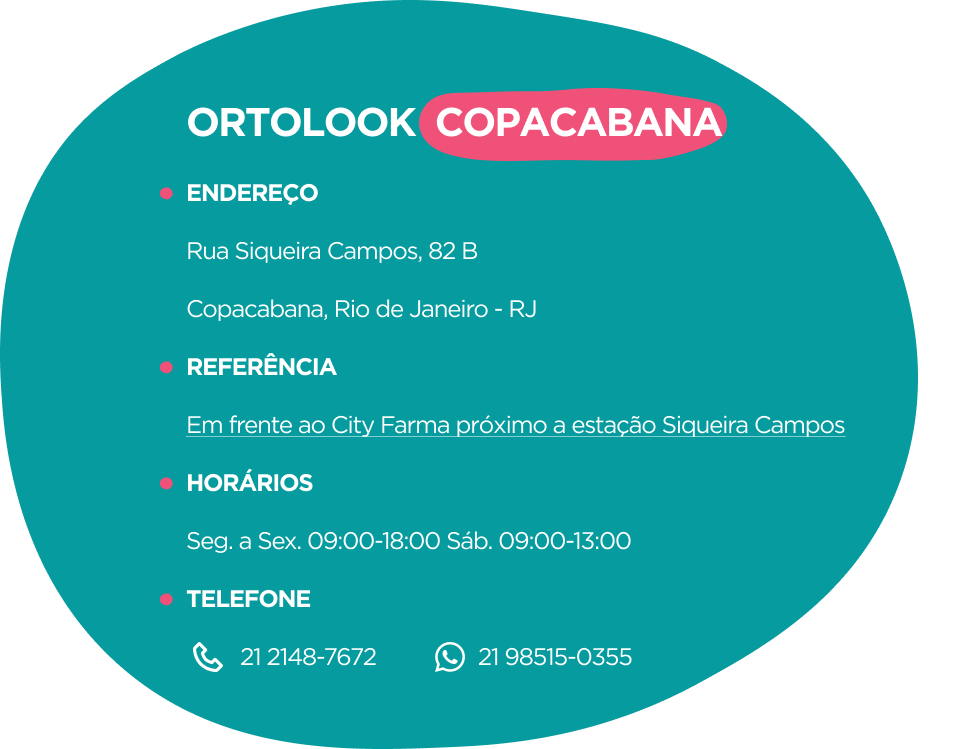 ORTOLOOK COPACABANA
ENDEREÇO
Rua Siqueira Campos, 82 B
Copacabana, Rio de Janeiro - RJ
REFERÊNCIA
Em frente ao City Farma próximo a estação Siqueira Campos
HORÁRIOS
Seg. a Sex. 09:00-18:00 Sáb. 09:00-13:00
TELEFONE
21 2148-7672 21 98515-0355